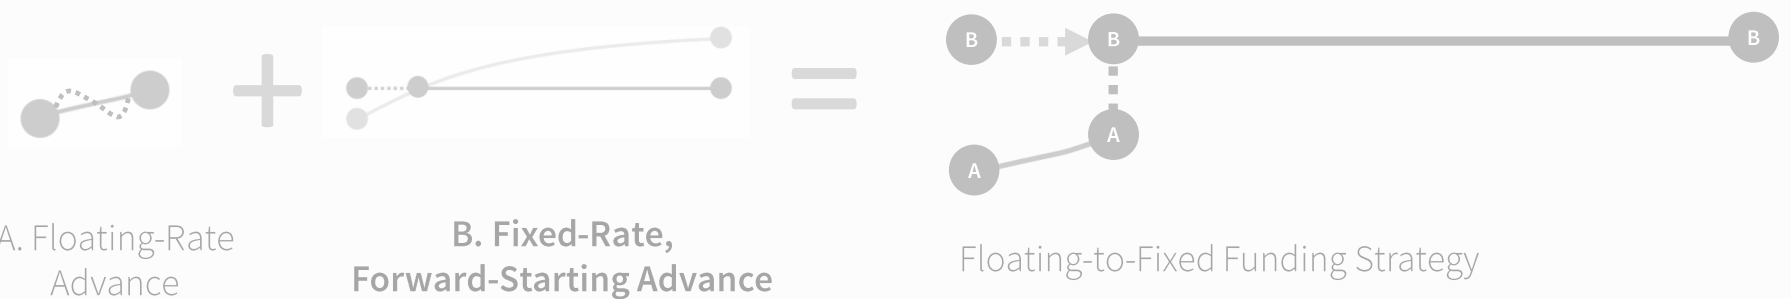 B
B
B
A
A
A. Floating-Rate
Advance
B. Fixed-Rate,
Forward-Starting Advance
Floating-to-Fixed Funding Strategy